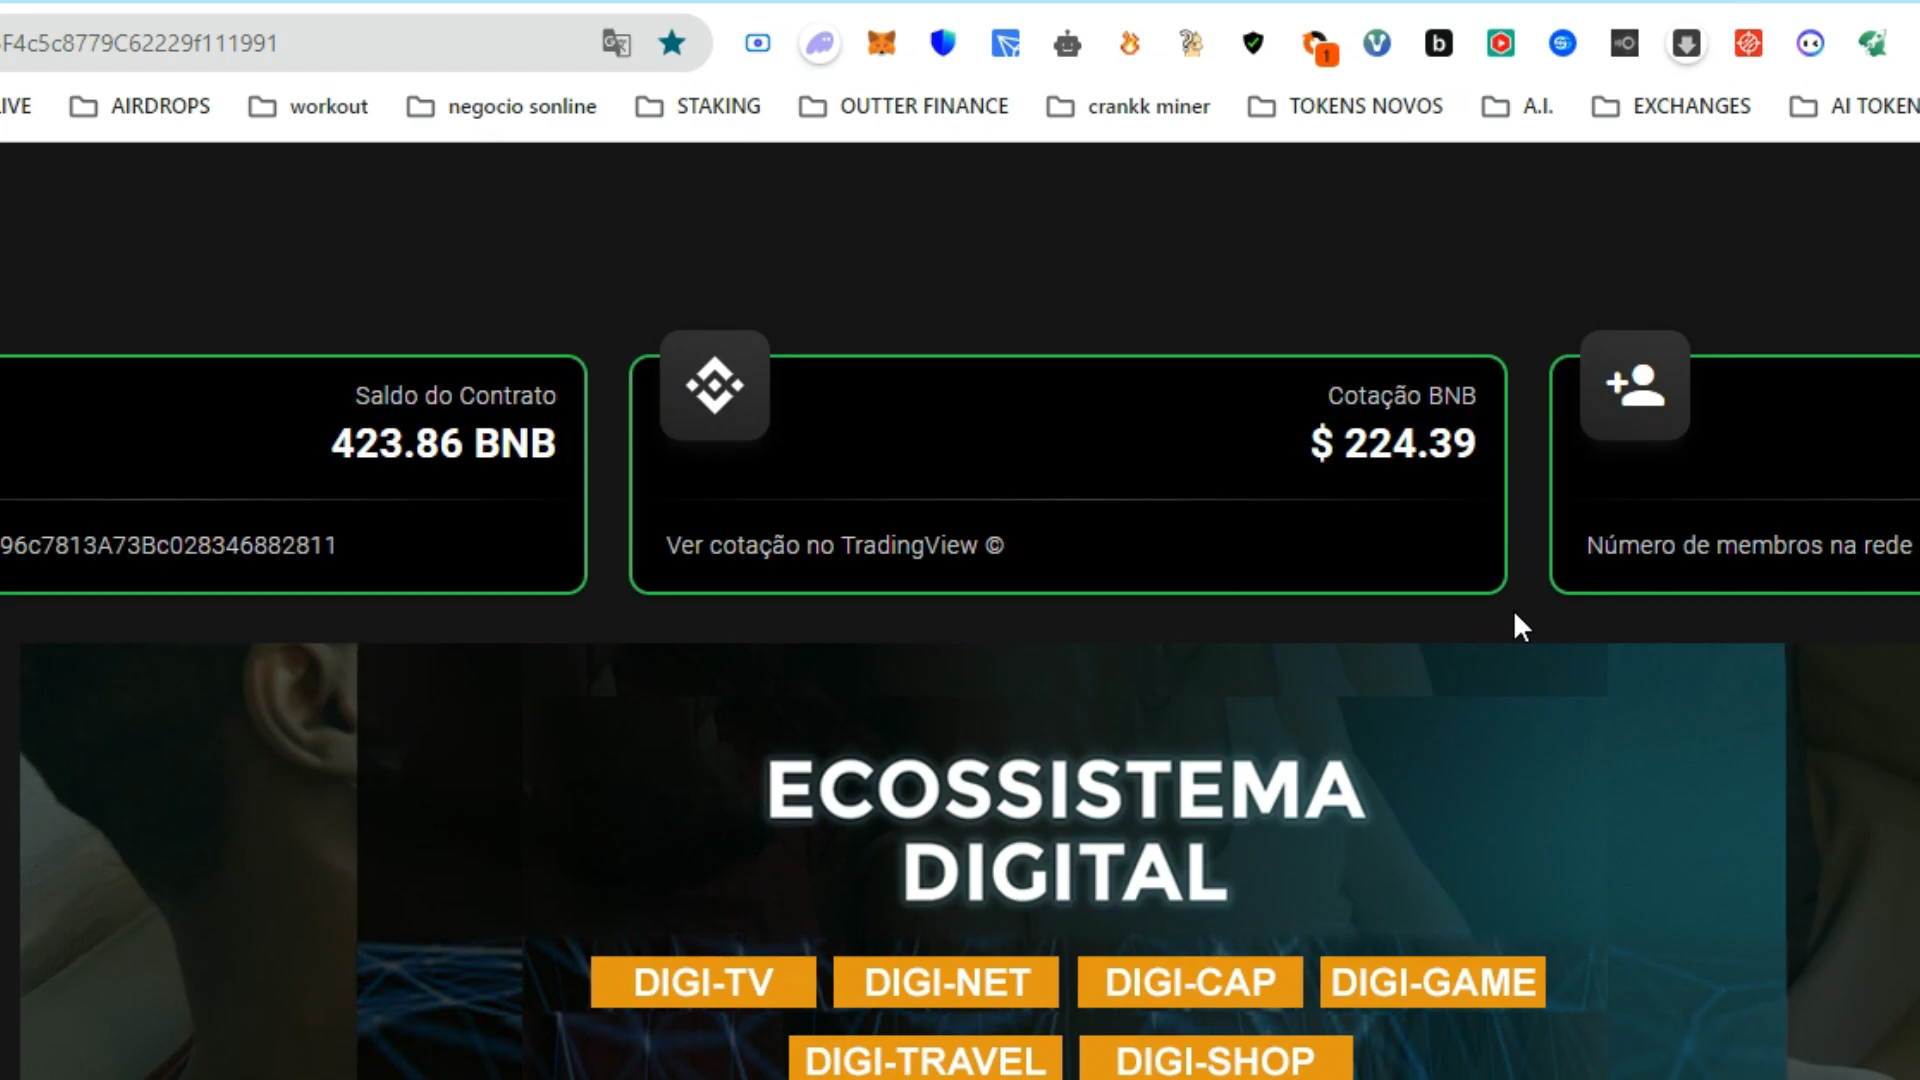 F4c5c8779C62229f111991
1
IVE AIRDROPS workout negocio sonline STAKING OUTTER FINANCE crankk miner TOKENS NOVOS A.I. EXCHANGES AI TOKEN
Saldo do Contrato
423.86 BNB
96c7813A73Bc028346882811
Cotação BNB
$ 224.39
Ver cotação no TradingView ©
Número de membros na rede
ECOSSISTEMA
DIGITAL
DIGI-TV DIGI-NET DIGI-CAP DIGI-GAME
DIGI-TRAVEL DIGI-SHOP